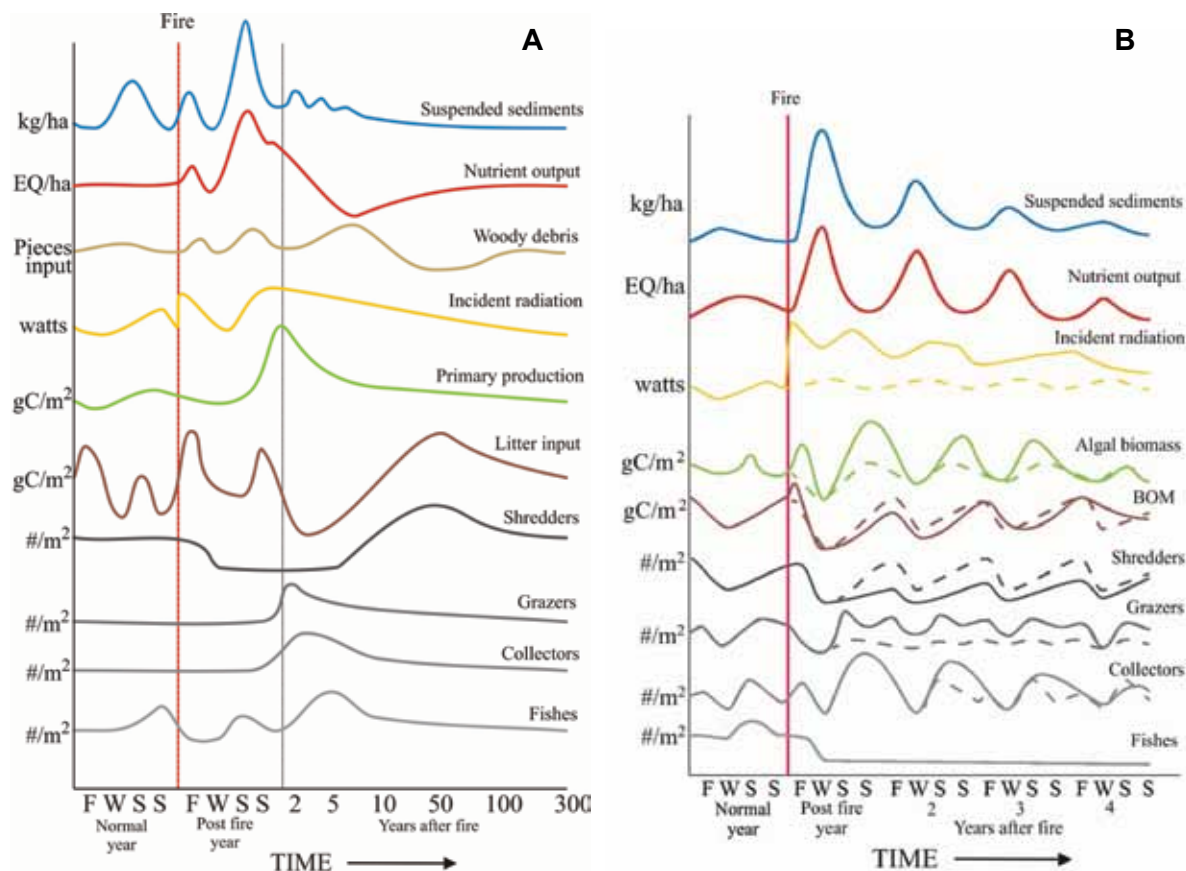 A
Fire
kg/ha
Suspended sediments
EQ/ha
Nutrient output
Pieces
input
Woody debris
watts
Incident radiation
gC/m²
Primary production
gC/m²
Litter input
#/m²
Shredders
#/m²
Grazers
#/m²
Collectors
#/m²
Fishes
F W S S F W S S 2 5 10 50 100 300
Normal
year
Post fire
year
Years after fire
TIME
B
Fire
kg/ha
Suspended sediments
EQ/ha
Nutrient output
watts
Incident radiation
gC/m²
Algal biomass
gC/m²
BOM
#/m²
Shredders
#/m²
Grazers
#/m²
Collectors
#/m²
Fishes
F W S S F W S S F W S S F W S S F W S S
Normal
year
Post fire
year
2 3 4
Years after fire
TIME